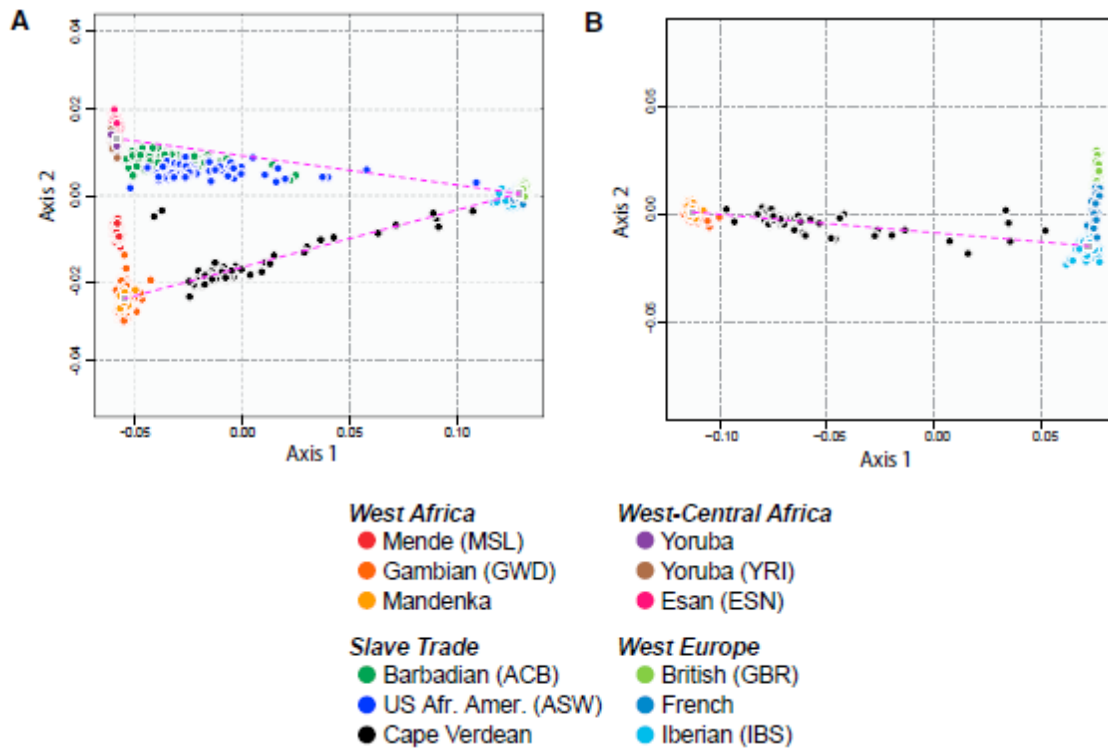 A
B
0.04
0.02
0.00
-0.02
-0.04
Axis 2
-0.05
0.00
0.05
0.10
Axis 1
0.05
0.00
-0.05
Axis 2
-0.10
-0.05
0.00
0.05
Axis 1
West Africa
Mende (MSL)
Gambian (GWD)
Mandenka
West-Central Africa
Yoruba
Yoruba (YRI)
Esan (ESN)
Slave Trade
Barbadian (ACB)
US Afr. Amer. (ASW)
Cape Verdean
West Europe
British (GBR)
French
Iberian (IBS)